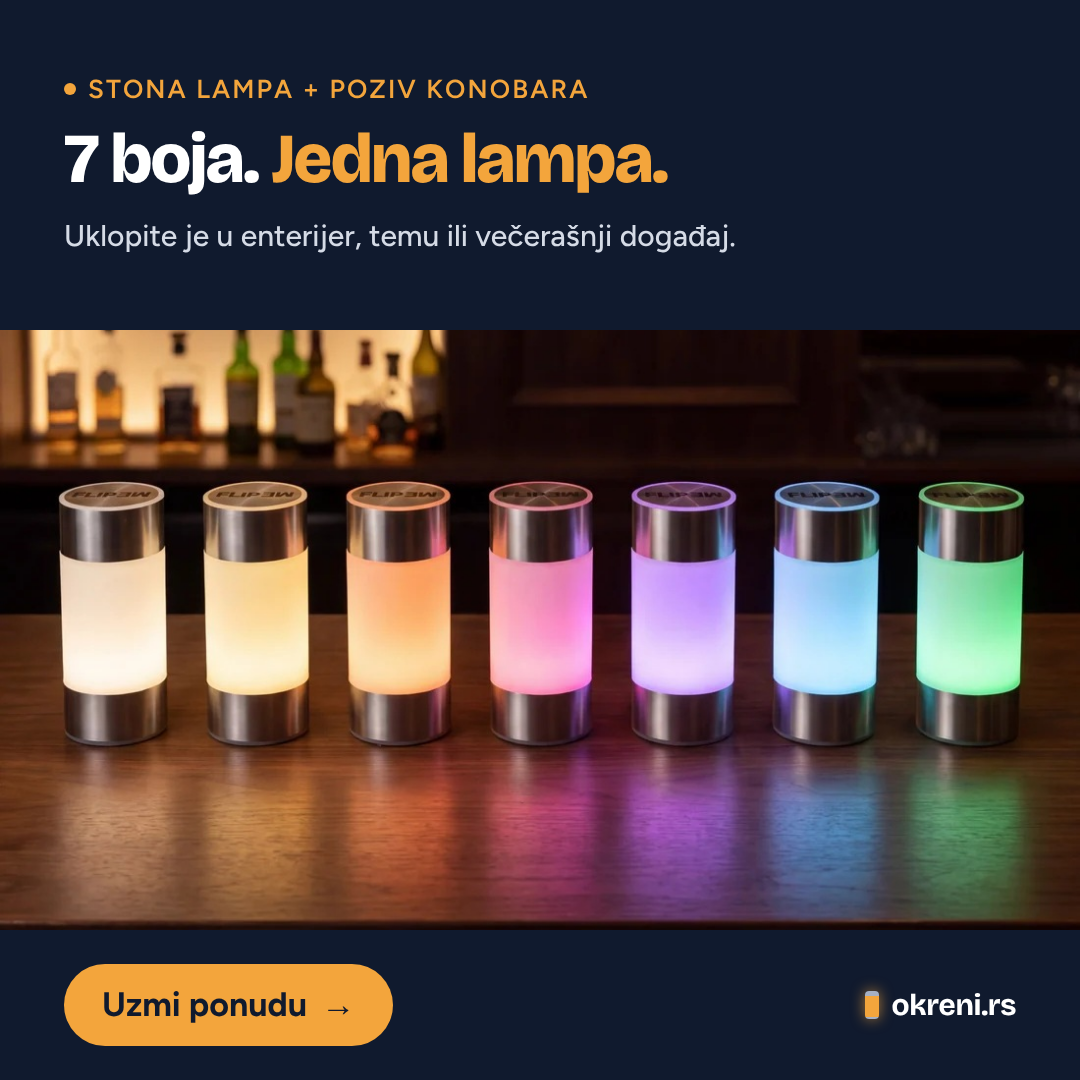 STONA LAMPA + POZIV KONOBARA
7 boja. Jedna lampa.
Uklopite je u enterijer, temu ili večerašnji događaj.
Uzmi ponudu →
okreni.rs